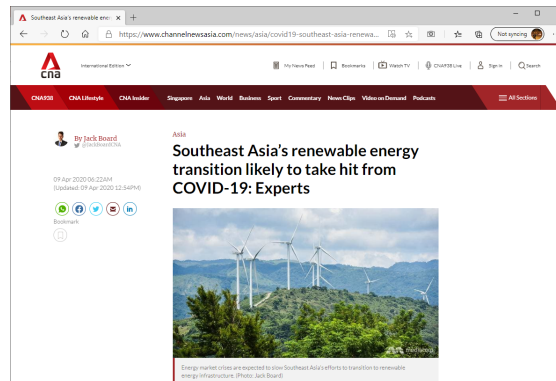 Southeast Asia's renewable ener
Not syncing
https://www.channelnewsasia.com/news/asia/covid19-southeast-asia-renewa...
cna
International Edition
My News Feed
Bookmarks
Watch TV
CNA938 Live
Sign in
Search
CNA938
CNA Lifestyle
CNA Insider
Singapore
Asia
World
Business
Sport
Commentary
News Clips
Video on Demand
Podcasts
All Sections
By Jack Board
@JackBoardCNA
09 Apr 2020 06:22AM
(Updated: 09 Apr 2020 12:54PM)
Bookmark
Asia
Southeast Asia's renewable energy
transition likely to take hit from
COVID-19: Experts
mediacorp
Energy market crises are expected to slow Southeast Asia's efforts to transition to renewable
energy infrastructure. (Photo: Jack Board)